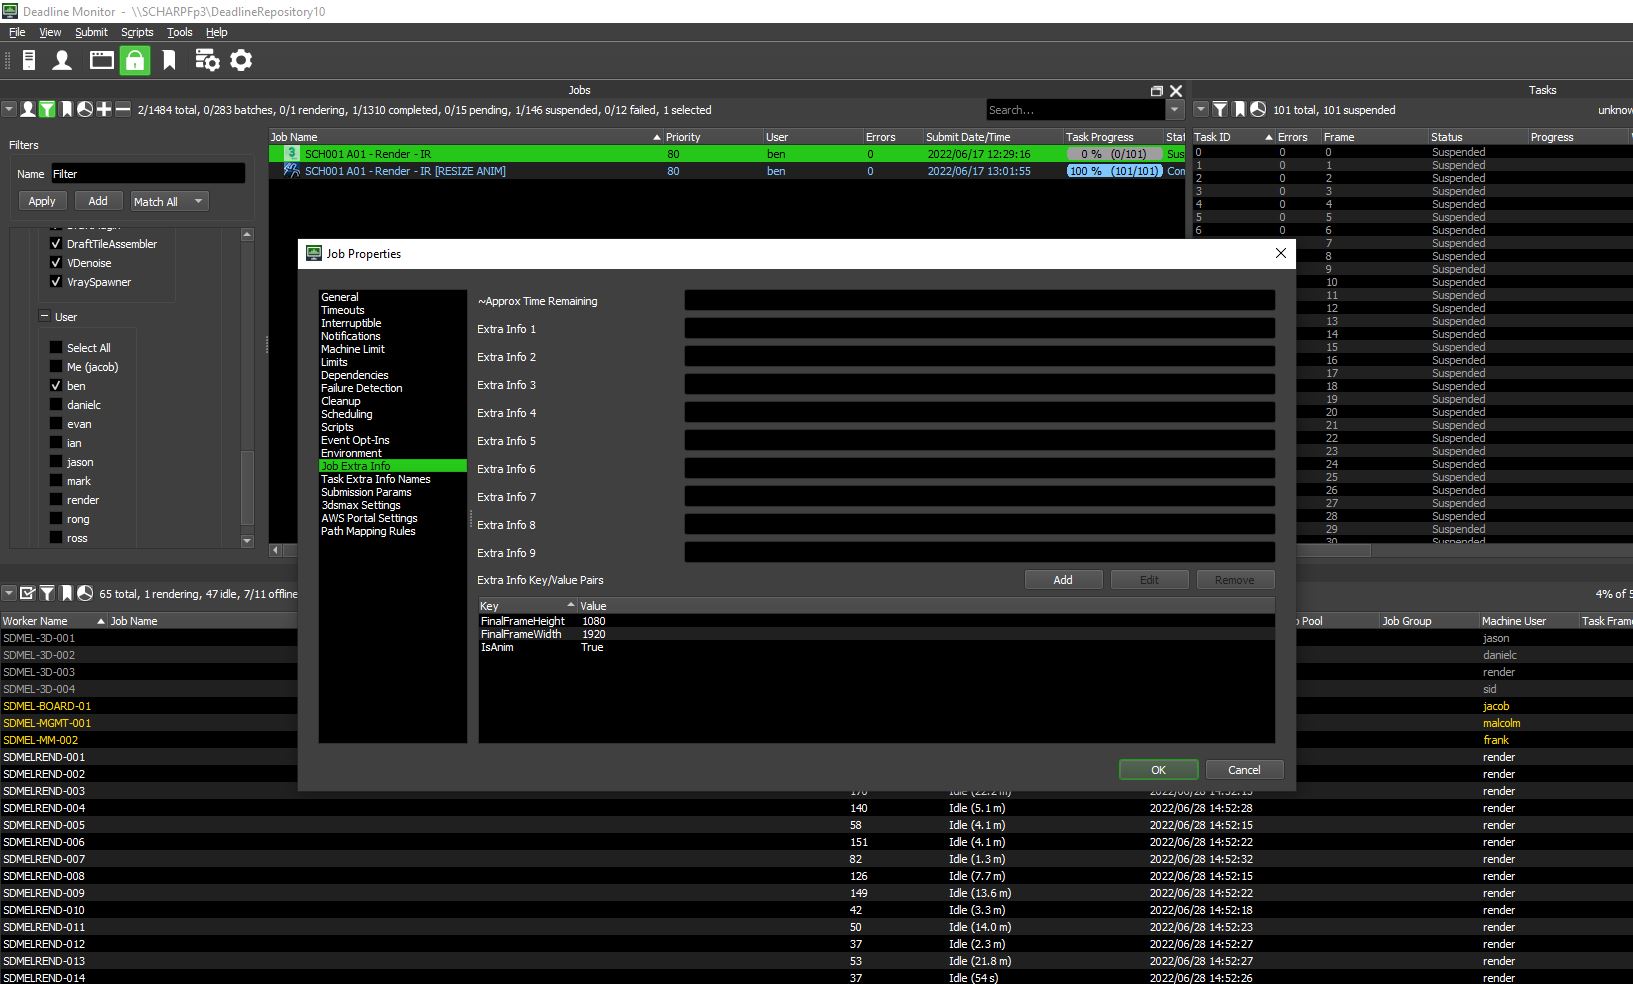 Deadline Monitor - \\SCHARPFp3\DeadlineRepository10
File View Submit Scripts Tools Help
Jobs
2/1484 total, 0/283 batches, 0/1 rendering, 1/1310 completed, 0/15 pending, 1/146 suspended, 0/12 failed, 1 selected
Search...
Filters
Name Filter
Apply Add Match All
DraftTileAssembler
VDenoise
VraySpawner
User
Select All
Me (jacob)
ben
danielc
evan
ian
jason
mark
render
rong
ross
Job Name Priority User Errors Submit Date/Time Task Progress Stat
SCH001 A01 - Render - IR 80 ben 0 2022/06/17 12:29:16 0 % (0/101) Sus
SCH001 A01 - Render - IR [RESIZE ANIM] 80 ben 0 2022/06/17 13:01:55 100 % (101/101) Com
Tasks
101 total, 101 suspended unknow
Task ID Errors Frame Status Progress
0 0 0 Suspended
1 0 1 Suspended
2 0 2 Suspended
3 0 3 Suspended
4 0 4 Suspended
5 0 5 Suspended
6 0 6 Suspended
7 Suspended
8 Suspended
9 Suspended
10 Suspended
11 Suspended
12 Suspended
13 Suspended
14 Suspended
15 Suspended
16 Suspended
17 Suspended
18 Suspended
19 Suspended
20 Suspended
21 Suspended
22 Suspended
23 Suspended
24 Suspended
25 Suspended
26 Suspended
27 Suspended
28 Suspended
29 Suspended
30 Suspended
Job Properties
General
Timeouts
Interruptible
Notifications
Machine Limit
Limits
Dependencies
Failure Detection
Cleanup
Scheduling
Scripts
Event Opt-Ins
Environment
Job Extra Info
Task Extra Info Names
Submission Params
3dsmax Settings
AWS Portal Settings
Path Mapping Rules
~Approx Time Remaining
Extra Info 1
Extra Info 2
Extra Info 3
Extra Info 4
Extra Info 5
Extra Info 6
Extra Info 7
Extra Info 8
Extra Info 9
Extra Info Key/Value Pairs Add Edit Remove
Key Value
FinalFrameHeight 1080
FinalFrameWidth 1920
IsAnim True
OK Cancel
65 total, 1 rendering, 47 idle, 7/11 offline 4% of 5
Worker Name Job Name Pool Job Group Machine User Task Frame
SDMEL-3D-001 jason
SDMEL-3D-002 danielc
SDMEL-3D-003 render
SDMEL-3D-004 sid
SDMEL-BOARD-01 jacob
SDMEL-MGMT-001 malcolm
SDMEL-MM-002 frank
SDMELREND-001 render
SDMELREND-002 render
SDMELREND-003 170 Idle (22.2 m) 2022/06/28 14:52:15 render
SDMELREND-004 140 Idle (5.1 m) 2022/06/28 14:52:28 render
SDMELREND-005 58 Idle (4.1 m) 2022/06/28 14:52:15 render
SDMELREND-006 151 Idle (4.1 m) 2022/06/28 14:52:22 render
SDMELREND-007 82 Idle (1.3 m) 2022/06/28 14:52:32 render
SDMELREND-008 126 Idle (7.7 m) 2022/06/28 14:52:15 render
SDMELREND-009 149 Idle (13.6 m) 2022/06/28 14:52:22 render
SDMELREND-010 42 Idle (3.3 m) 2022/06/28 14:52:18 render
SDMELREND-011 50 Idle (14.0 m) 2022/06/28 14:52:23 render
SDMELREND-012 37 Idle (2.3 m) 2022/06/28 14:52:27 render
SDMELREND-013 53 Idle (21.8 m) 2022/06/28 14:52:27 render
SDMELREND-014 37 Idle (54 s) 2022/06/28 14:52:26 render